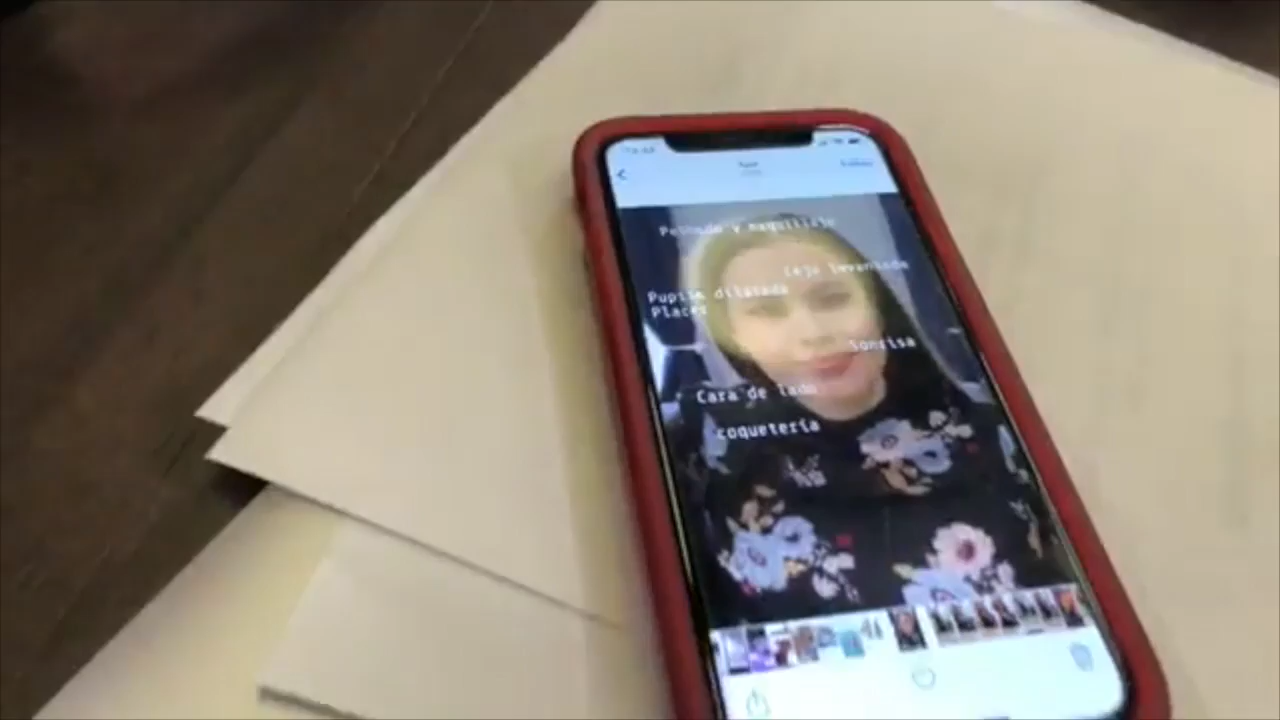 Peinado y maquillaje
Ceja levantada
Pupila dilatada
Placer
Sonrisa
Cara de lado
coquetería